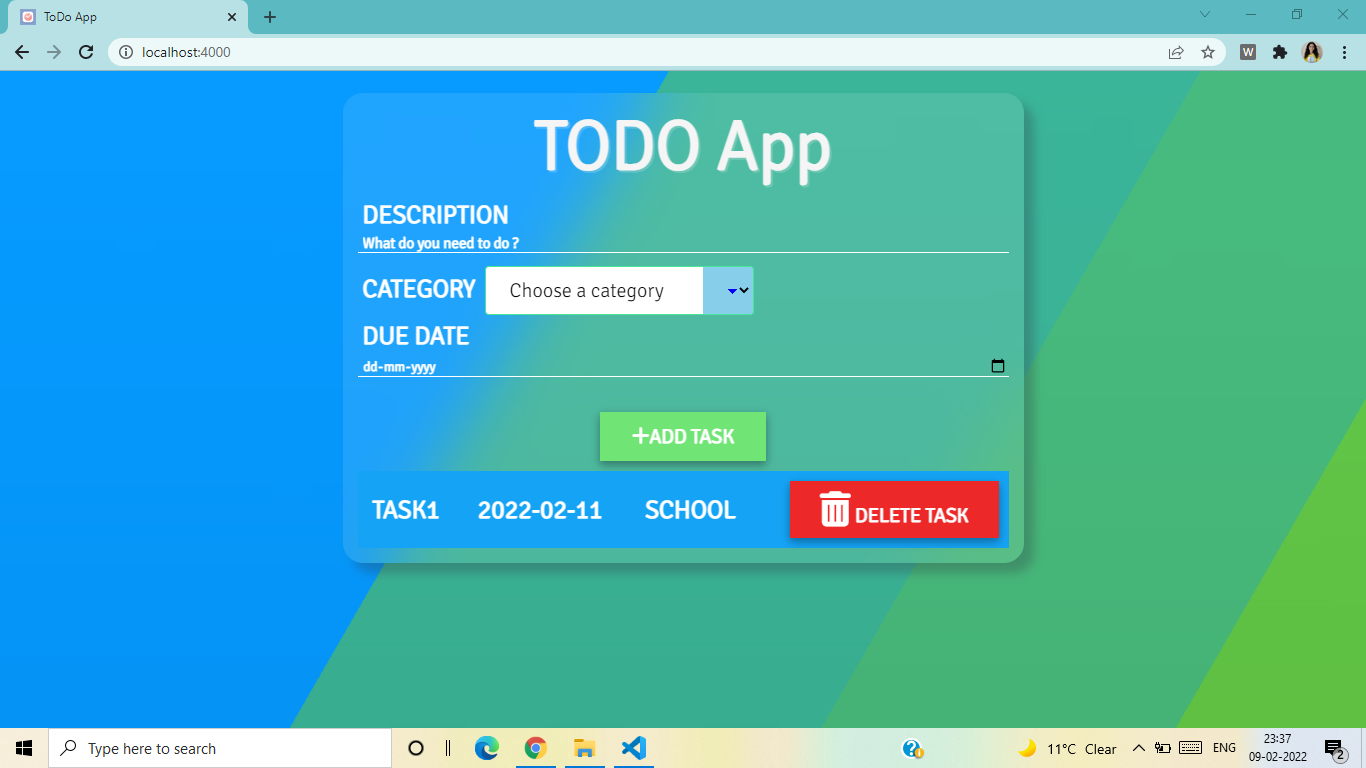 ToDo App
localhost:4000
W
TODO App
DESCRIPTION
What do you need to do ?
CATEGORY Choose a category
DUE DATE
dd-mm-yyyy
+ADD TASK
TASK1 2022-02-11 SCHOOL DELETE TASK
Type here to search
11°C Clear
ENG
23:37
09-02-2022
2